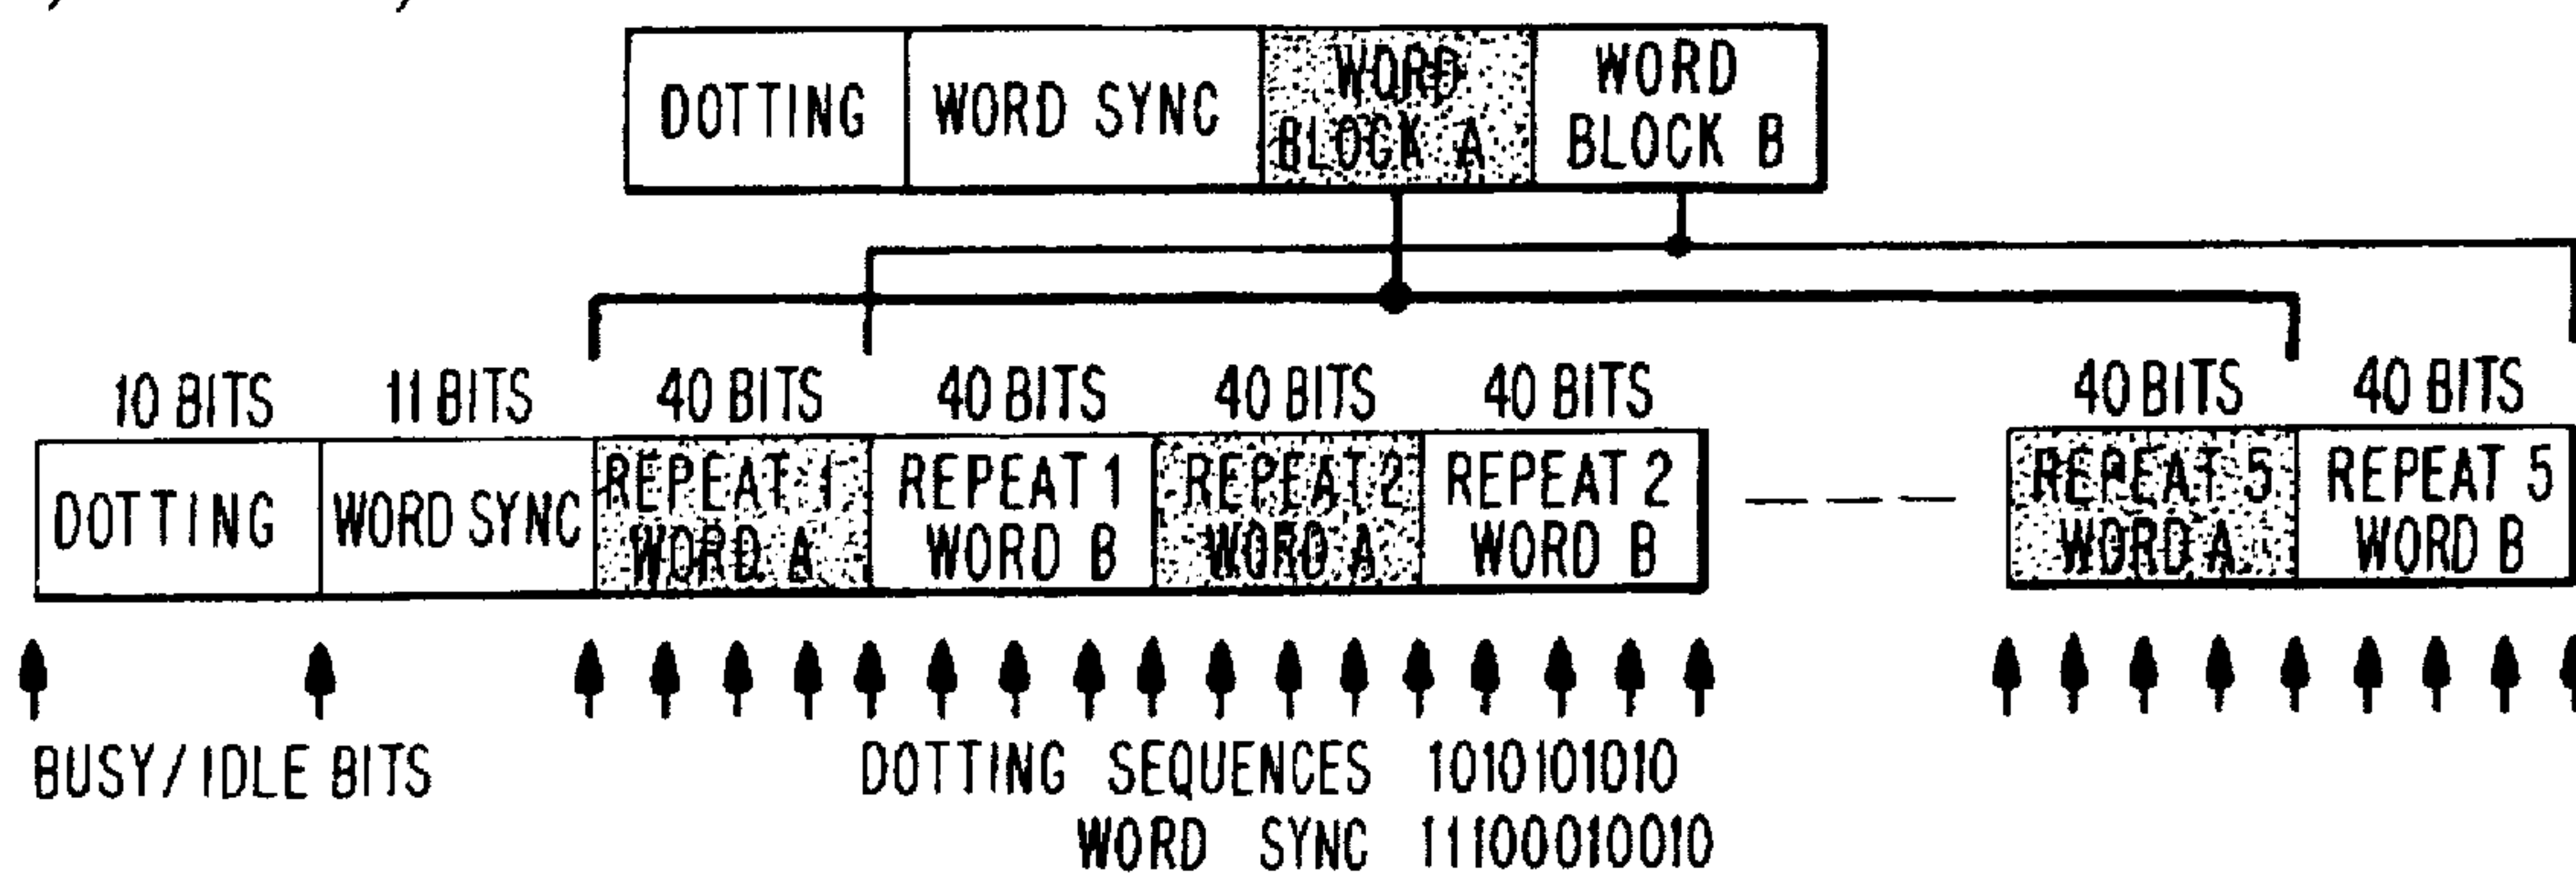 DOTTING WORD SYNC WORD BLOCK A WORD BLOCK B
10 BITS 11 BITS 40 BITS 40 BITS 40 BITS 40 BITS 40 BITS 40 BITS
DOTTING WORD SYNC REPEAT 1 WORD A REPEAT 1 WORD B REPEAT 2 WORD A REPEAT 2 WORD B REPEAT 5 WORD A REPEAT 5 WORD B
BUSY/IDLE BITS
DOTTING SEQUENCES 1010101010
WORD SYNC 11100010010